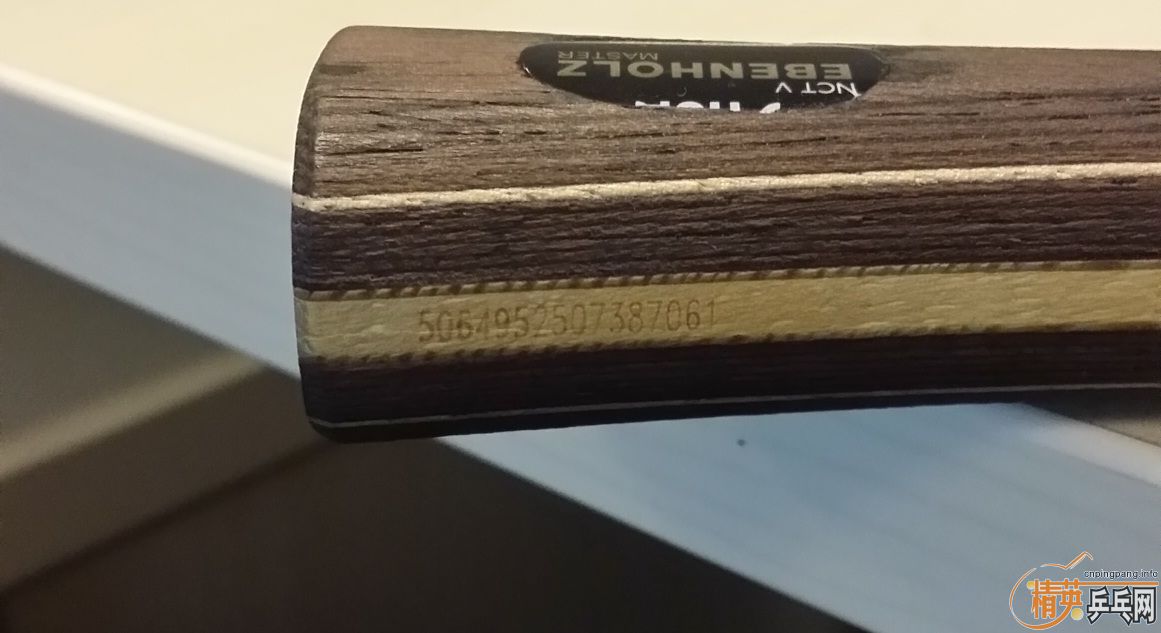 NCT V
EBENHOLZ
MASTER
5064952507387061
cnpingpang.info
精英乒乓网